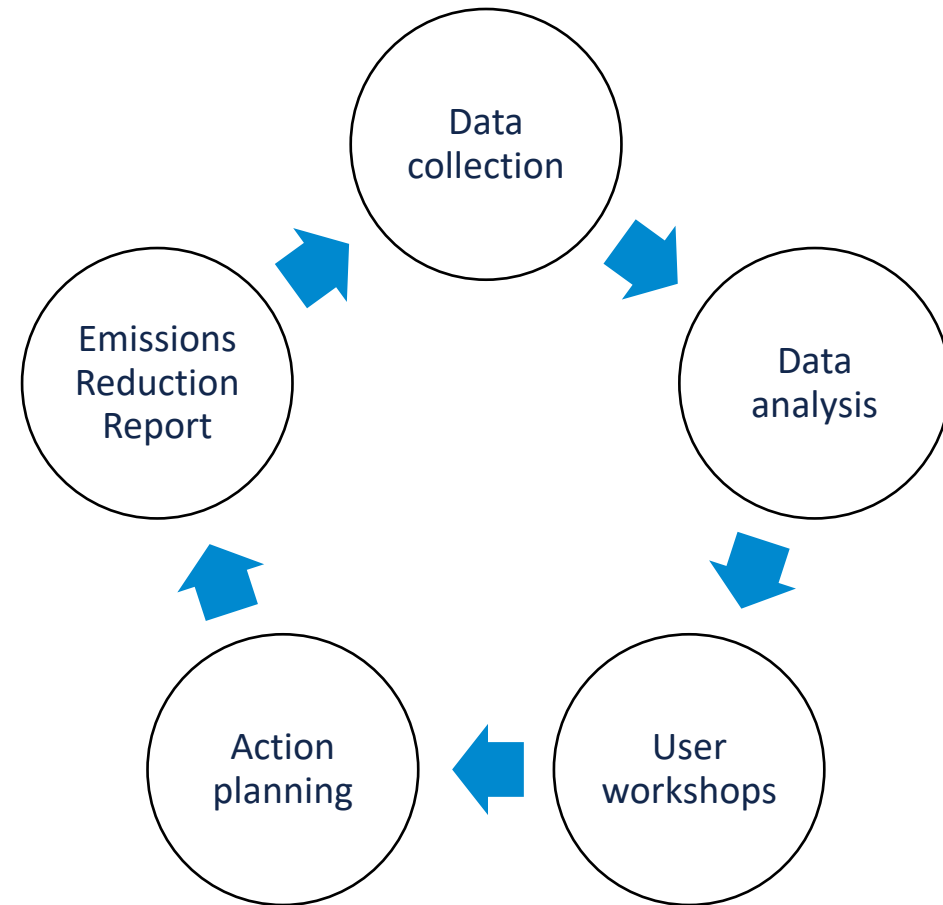 Data
collection
Data
analysis
User
workshops
Action
planning
Emissions
Reduction
Report